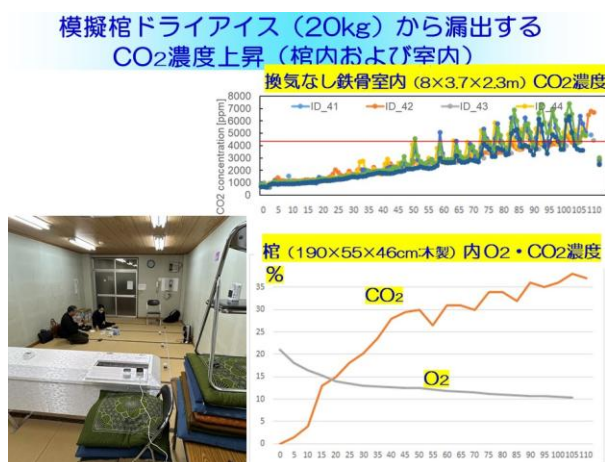 模擬棺ドライアイス（20kg）から漏出する
CO2濃度上昇（棺内および室内）
換気なし鉄骨室内（8×3.7×2.3m）CO2濃度
ID_41 ID_42 ID_43 ID_44
CO2 concentration [ppm]
8000
7000
6000
5000
4000
3000
2000
1000
0
0 5 10 15 20 25 30 35 40 45 50 55 60 65 70 75 80 85 90 95 100 105 110
棺（190×55×46cm:木製）内O2・CO2濃度
%
35
30
25
20
15
10
5
0
CO2
O2
0 5 10 15 20 25 30 35 40 45 50 55 60 65 70 75 80 85 90 95 100 105 110